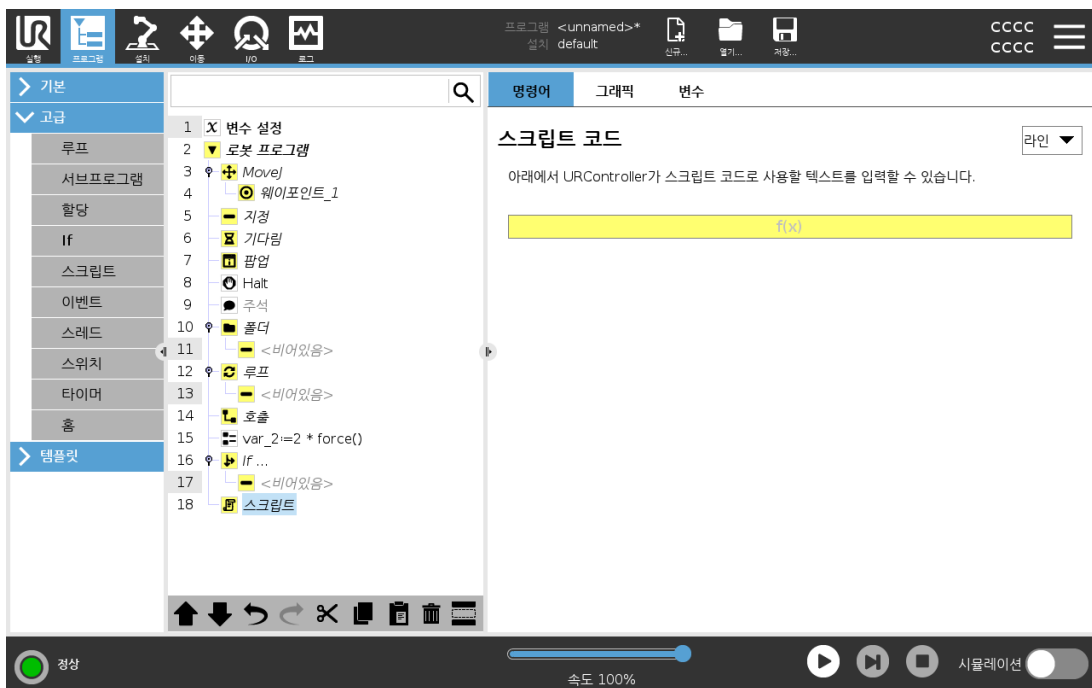 UR
실행
프로그램
설치
이동
I/O
로그
프로그램 <unnamed>*
설치 default
신규...
열기...
저장...
CCCC
CCCC
기본
고급
루프
서브프로그램
할당
If
스크립트
이벤트
스레드
스위치
타이머
홈
템플릿
1 x 변수 설정
2 로봇 프로그램
3 MoveJ
4 웨이포인트_1
5 지정
6 기다림
7 팝업
8 Halt
9 주석
10 폴더
11 <비어있음>
12 루프
13 <비어있음>
14 호출
15 var_2:=2 * force()
16 If ...
17 <비어있음>
18 스크립트
명령어 그래픽 변수
스크립트 코드
라인
아래에서 URController가 스크립트 코드로 사용할 텍스트를 입력할 수 있습니다.
f(x)
정상
속도 100%
시뮬레이션